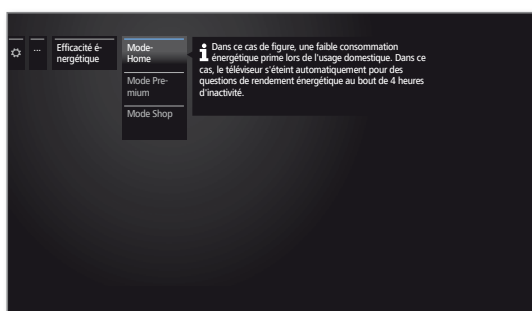 ...
Efficacité é-
nergétique
Mode-
Home
Mode Pre-
mium
Mode Shop
Dans ce cas de figure, une faible consommation
énergétique prime lors de l'usage domestique. Dans ce
cas, le téléviseur s'éteint automatiquement pour des
questions de rendement énergétique au bout de 4 heures
d'inactivité.